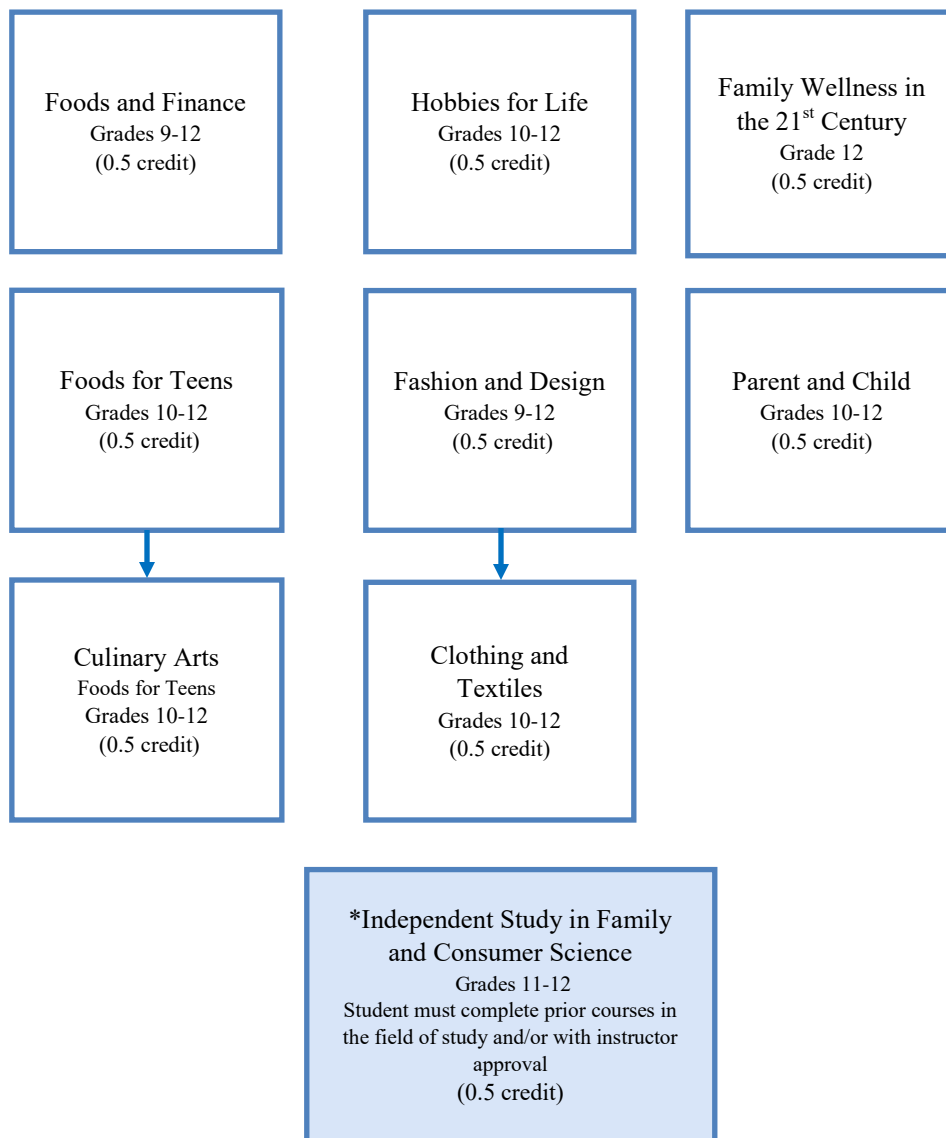 Foods and Finance
Grades 9-12
(0.5 credit)
Hobbies for Life
Grades 10-12
(0.5 credit)
Family Wellness in
the 21st Century
Grade 12
(0.5 credit)
Foods for Teens
Grades 10-12
(0.5 credit)
Fashion and Design
Grades 9-12
(0.5 credit)
Parent and Child
Grades 10-12
(0.5 credit)
Culinary Arts
Foods for Teens
Grades 10-12
(0.5 credit)
Clothing and
Textiles
Grades 10-12
(0.5 credit)
*Independent Study in Family
and Consumer Science
Grades 11-12
Student must complete prior courses in
the field of study and/or with instructor
approval
(0.5 credit)